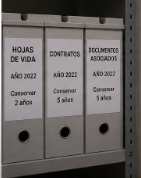 HOJAS
DE VIDA
AÑO 2022
Conservar
2 años
CONTRATOS
AÑO 2022
Conservar
5 años
DOCUMENTOS
ASOCIADOS
AÑO 2022
Conservar
5 años